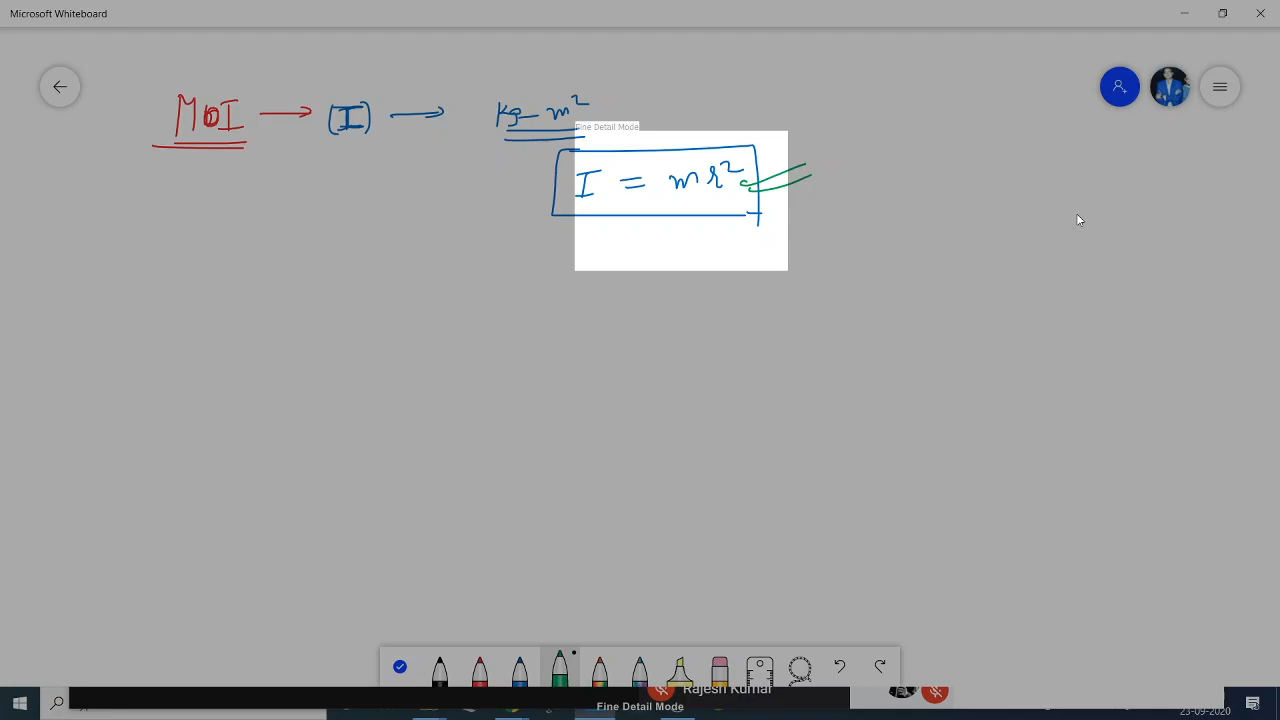 Microsoft Whiteboard
MOI → (I) → kg-m²
Fine Detail Mode
I = mr²
Rajesh Kumar
Fine Detail Mode
23-09-2020